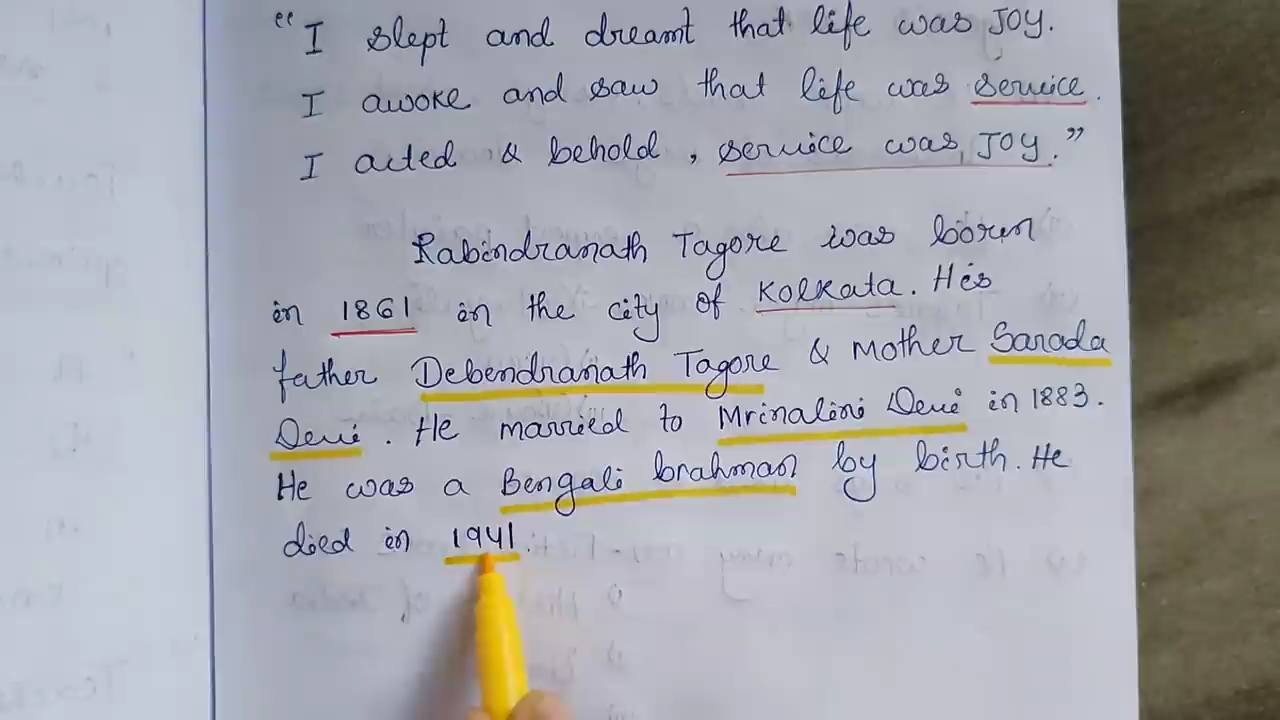 "I slept and dreamt that life was JOY.
I awoke and saw that life was service.
I acted & behold, service was JOY."
Rabindranath Tagore was born
in 1861 in the city of Kolkata. His
father Debendranath Tagore & Mother Sarada
Devi. He married to Mrinalini Devi in 1883.
He was a Bengali brahman by birth. He
died in 1941.